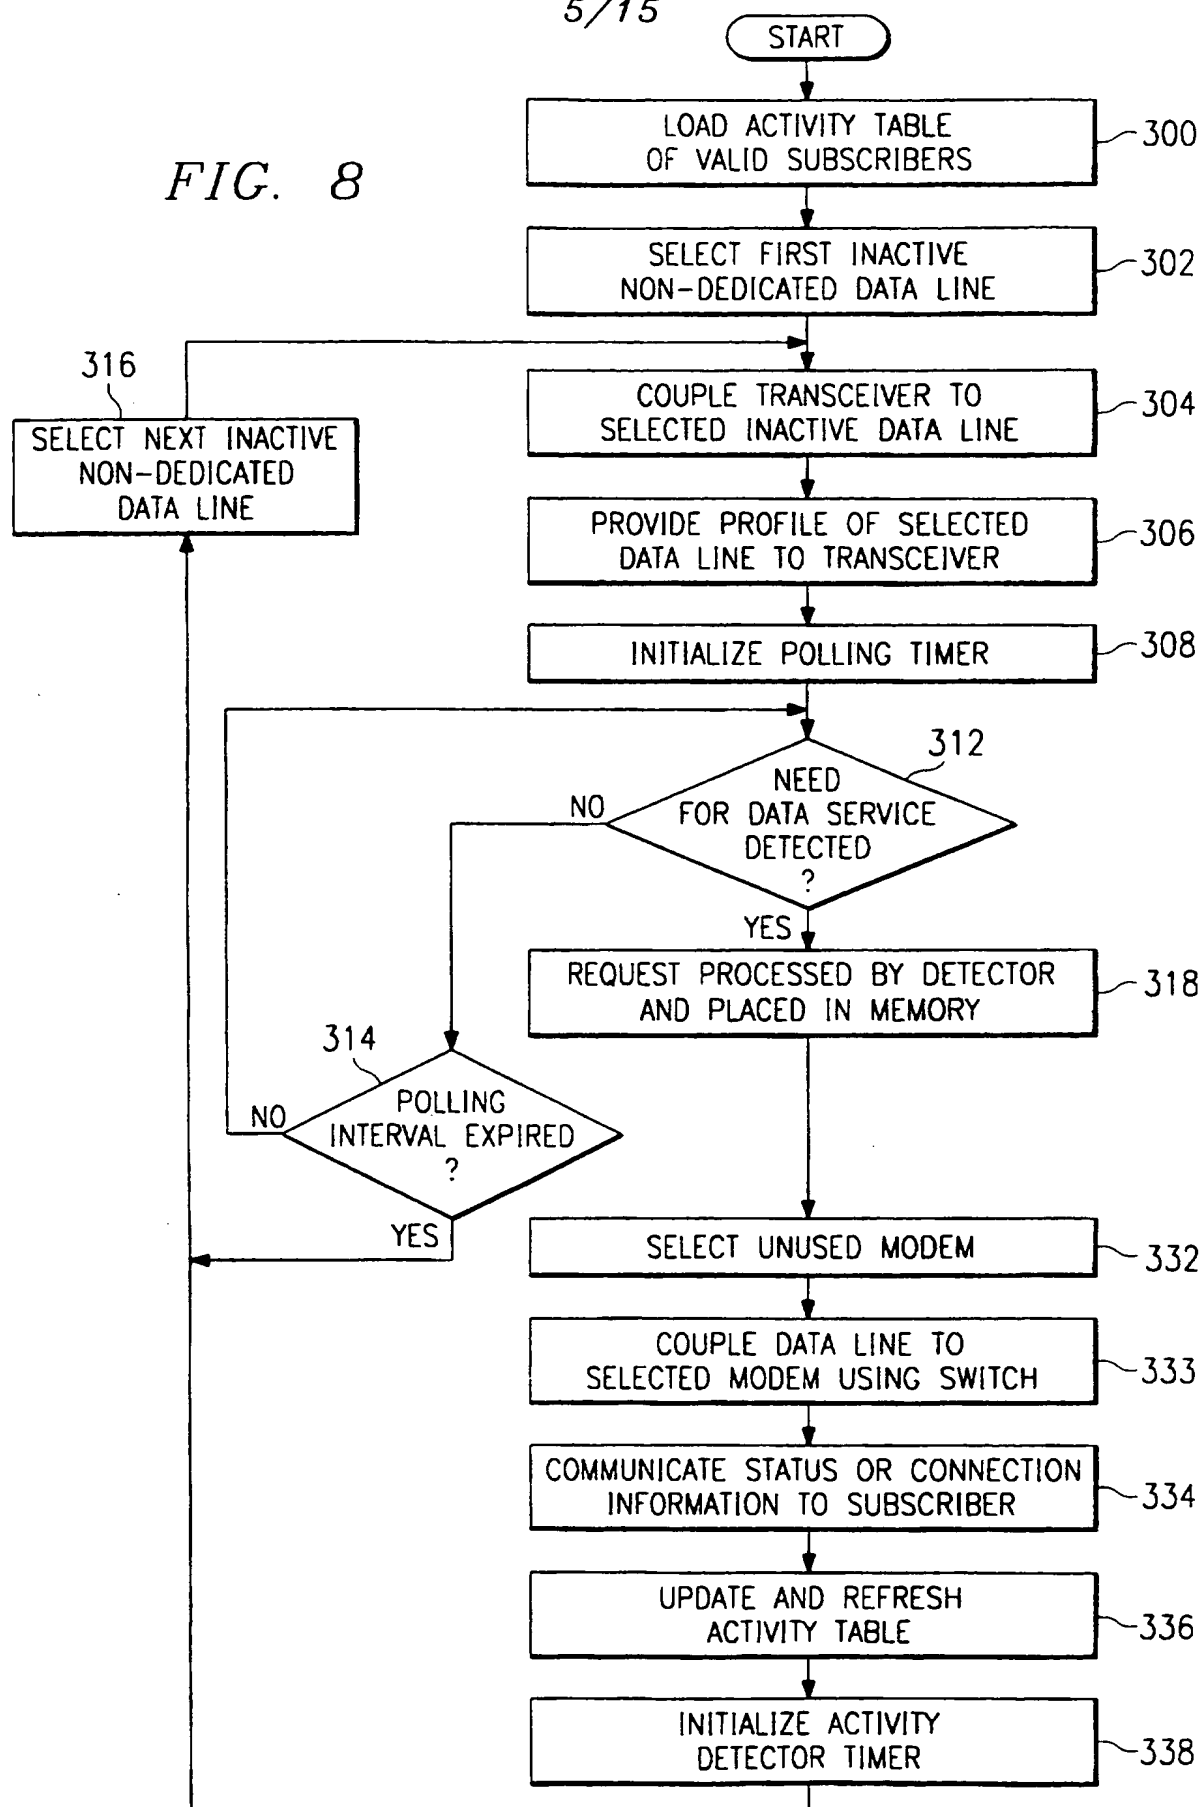 5/15
START
FIG. 8
LOAD ACTIVITY TABLE
OF VALID SUBSCRIBERS
300
SELECT FIRST INACTIVE
NON-DEDICATED DATA LINE
302
316
SELECT NEXT INACTIVE
NON-DEDICATED
DATA LINE
COUPLE TRANSCEIVER TO
SELECTED INACTIVE DATA LINE
304
PROVIDE PROFILE OF SELECTED
DATA LINE TO TRANSCEIVER
306
INITIALIZE POLLING TIMER
308
312
NEED
FOR DATA SERVICE
DETECTED
?
NO
YES
REQUEST PROCESSED BY DETECTOR
AND PLACED IN MEMORY
318
314
POLLING
INTERVAL EXPIRED
?
NO
YES
SELECT UNUSED MODEM
332
COUPLE DATA LINE TO
SELECTED MODEM USING SWITCH
333
COMMUNICATE STATUS OR CONNECTION
INFORMATION TO SUBSCRIBER
334
UPDATE AND REFRESH
ACTIVITY TABLE
336
INITIALIZE ACTIVITY
DETECTOR TIMER
338